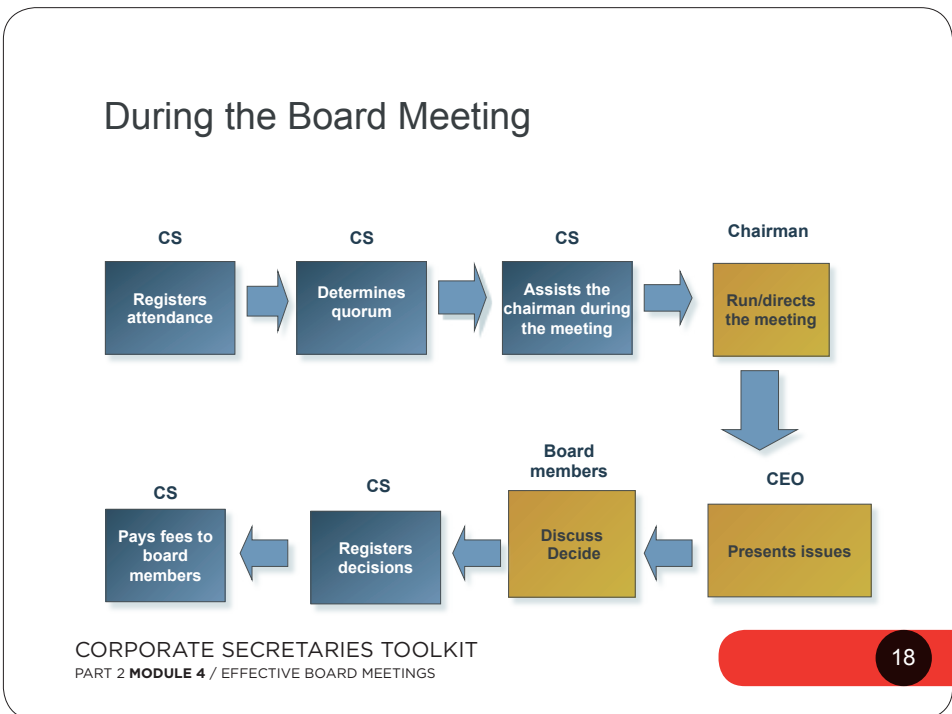 During the Board Meeting
CS
Registers
attendance
CS
Determines
quorum
CS
Assists the
chairman during
the meeting
Chairman
Run/directs
the meeting
CEO
Presents issues
Board
members
Discuss
Decide
CS
Registers
decisions
CS
Pays fees to
board
members
CORPORATE SECRETARIES TOOLKIT
PART 2 MODULE 4 / EFFECTIVE BOARD MEETINGS
18